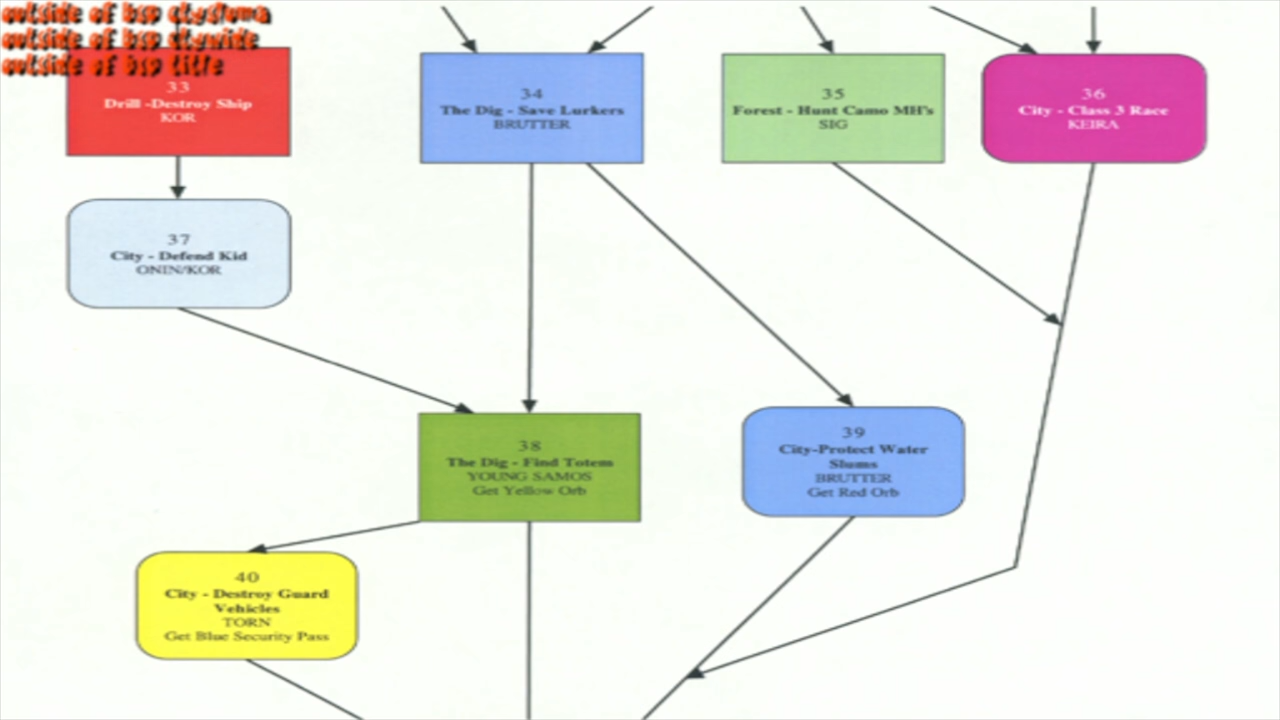 outside of bsp ctysluma
outside of bsp ctywide
outside of bsp title
33
Drill -Destroy Ship
KOR
34
The Dig - Save Lurkers
BRUTTER
35
Forest - Hunt Camo MH's
SIG
36
City - Class 3 Race
KEIRA
37
City - Defend Kid
ONIN/KOR
38
The Dig - Find Totem
YOUNG SAMOS
Get Yellow Orb
39
City-Protect Water
Slums
BRUTTER
Get Red Orb
40
City - Destroy Guard
Vehicles
TORN
Get Blue Security Pass